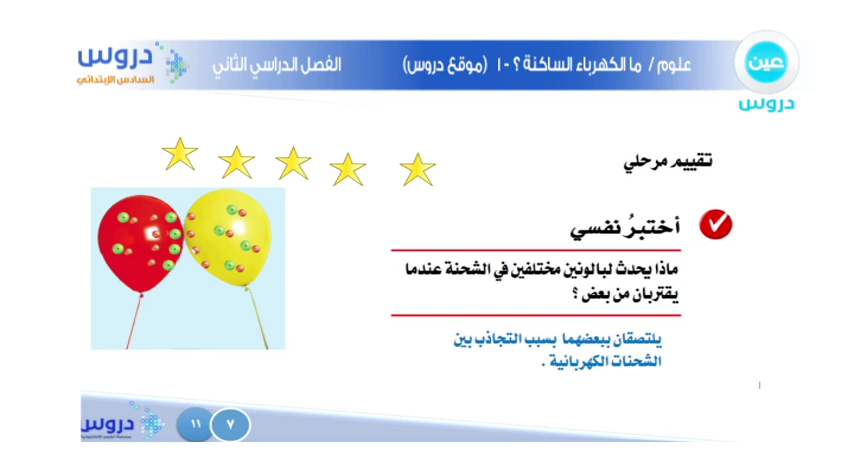 دروس
السادس الإبتدائي
الفصل الدراسي الثاني
علوم / ما الكهرباء الساكنة ؟ - ١ (موقع دروس)
عين
دروس
تقييم مرحلي
أختبرُ نفسي
ماذا يحدث لبالونين مختلفين في الشحنة عندما
يقتربان من بعض ؟
يلتصقان ببعضهما بسبب التجاذب بين
الشحنات الكهربائية .
دروس
١١
٧